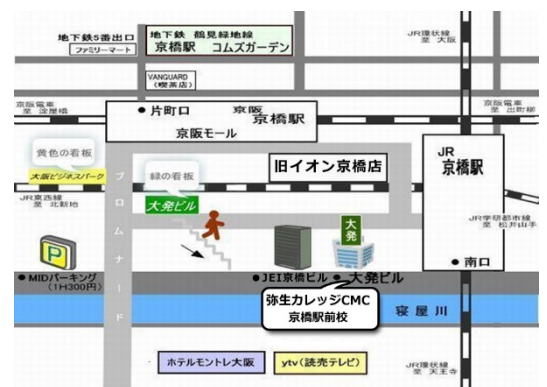 地下鉄5番出口
ファミリーマート
地下鉄 鶴見緑地線
京橋駅 コムズガーデン
JR環状線
至 大阪
VANGUARD
(喫茶店)
京阪電車
至 淀屋橋
片町口
京阪
京橋駅
京阪モール
京阪電車
至 出町柳
黄色の看板
大阪ビジネスパーク
緑の看板
大発ビル
旧イオン京橋店
JR
京橋駅
JR東西線
至 北新地
JR学研都市線
至 松井山手
プロムナード
大発
MIDパーキング
(1H300円)
JEI京橋ビル
大発ビル
南口
弥生カレッジCMC
京橋駅前校
寝屋川
ホテルモントレ大阪
ytv(読売テレビ)
JR環状線
至 天王寺
P